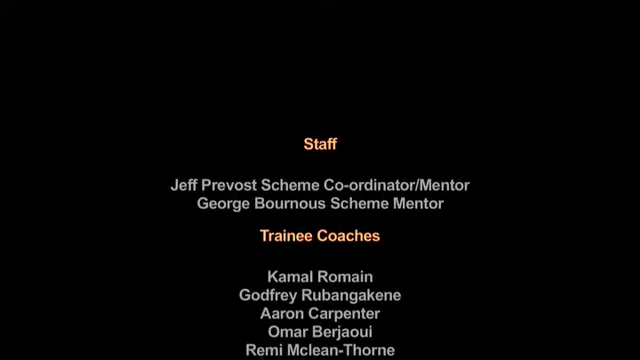 Staff
Jeff Prevost Scheme Co-ordinator/Mentor
George Bournous Scheme Mentor
Trainee Coaches
Kamal Romain
Godfrey Rubangakene
Aaron Carpenter
Omar Berjaoui
Remi Mclean-Thorne